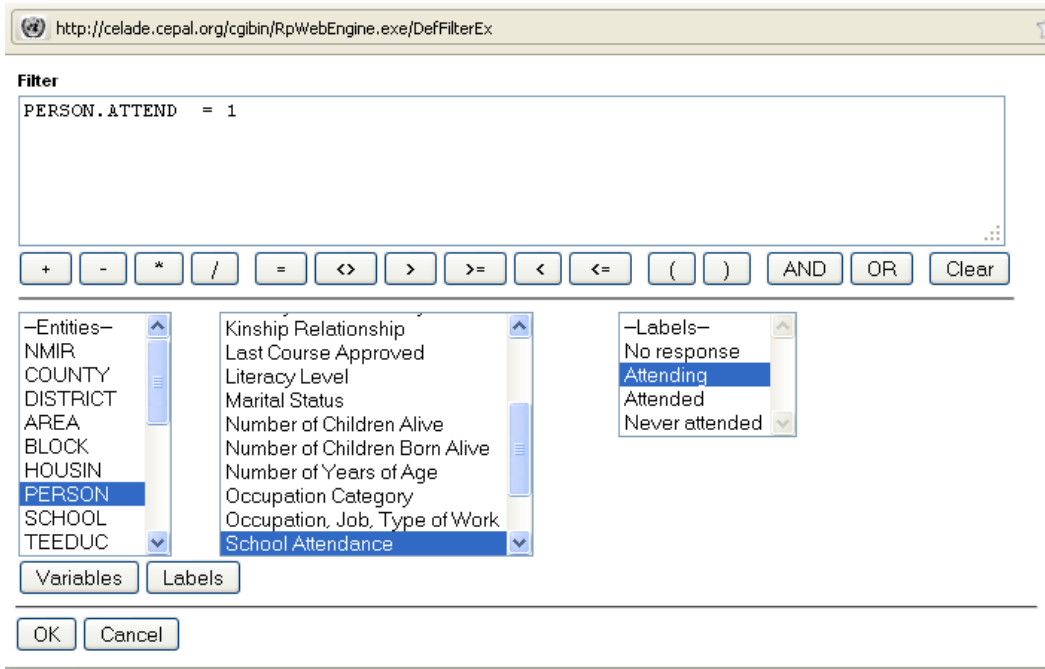 http://celade.cepal.org/cgibin/RpWebEngine.exe/DefFilterEx
Filter
PERSON.ATTEND = 1
+ - * / = <> > >= < <= ( ) AND OR Clear
--Entities--
NMIR
COUNTY
DISTRICT
AREA
BLOCK
HOUSIN
PERSON
SCHOOL
TEEDUC
Kinship Relationship
Last Course Approved
Literacy Level
Marital Status
Number of Children Alive
Number of Children Born Alive
Number of Years of Age
Occupation Category
Occupation, Job, Type of Work
School Attendance
--Labels--
No response
Attending
Attended
Never attended
Variables Labels
OK Cancel